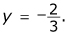 y = −2/3.